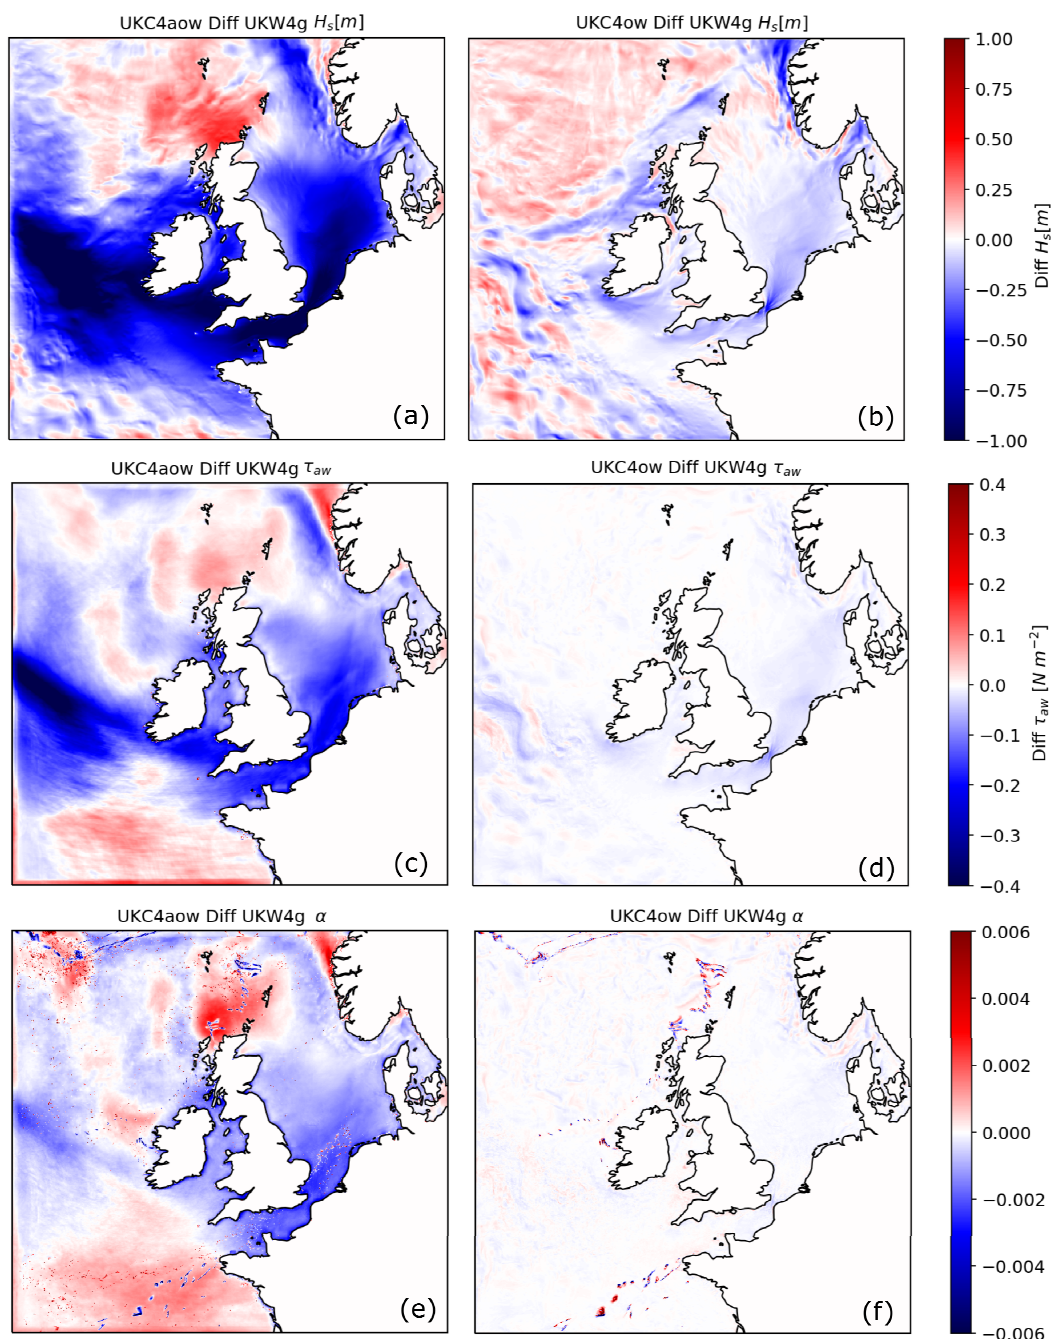 UKC4aow Diff UKW4g Hₛ[m]
UKC4ow Diff UKW4g Hₛ[m]
(a)
(b)
1.00
0.75
0.50
0.25
0.00
−0.25
−0.50
−0.75
−1.00
Diff Hₛ[m]
UKC4aow Diff UKW4g τ_aw
UKC4ow Diff UKW4g τ_aw
(c)
(d)
0.4
0.3
0.2
0.1
0.0
−0.1
−0.2
−0.3
−0.4
Diff τ_aw [N m⁻²]
UKC4aow Diff UKW4g α
UKC4ow Diff UKW4g α
(e)
(f)
0.006
0.004
0.002
0.000
−0.002
−0.004
−0.006